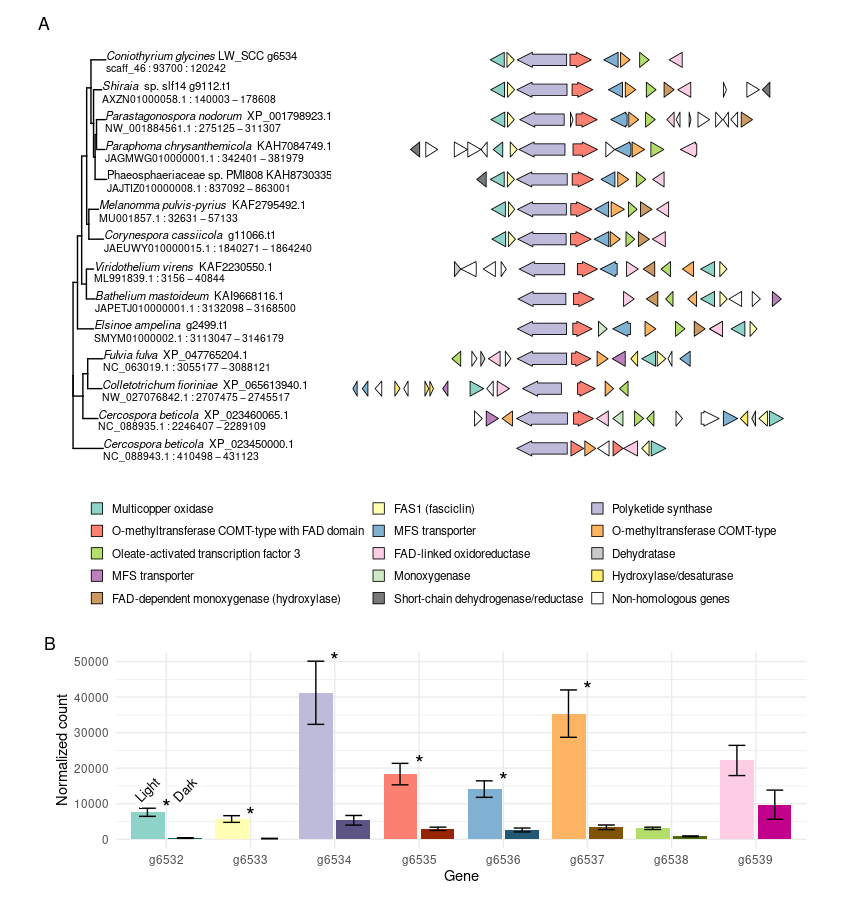 A
Coniothyrium glycines LW_SCC g6534
scaff_46 : 93700 : 120242
Shiraia sp. slf14 g9112.t1
AXZN01000058.1 : 140003 – 178608
Parastagonospora nodorum XP_001798923.1
NW_001884561.1 : 275125 – 311307
Paraphoma chrysanthemicola KAH7084749.1
JAGMWG010000001.1 : 342401 – 381979
Phaeosphaeriaceae sp. PMI808 KAH8730335
JAJTIZ010000008.1 : 837092 – 863001
Melanomma pulvis-pyrius KAF2795492.1
MU001857.1 : 32631 – 57133
Corynespora cassiicola g11066.t1
JAEUWY010000015.1 : 1840271 – 1864240
Viridothelium virens KAF2230550.1
ML991839.1 : 3156 – 40844
Bathelium mastoideum KAI9668116.1
JAPETJ010000001.1 : 3132098 – 3168500
Elsinoe ampelina g2499.t1
SMYM01000002.1 : 3113047 – 3146179
Fulvia fulva XP_047765204.1
NC_063019.1 : 3055177 – 3088121
Colletotrichum fioriniae XP_065613940.1
NW_027076842.1 : 2707475 – 2745517
Cercospora beticola XP_023460065.1
NC_088935.1 : 2246407 – 2289109
Cercospora beticola XP_023450000.1
NC_088943.1 : 410498 – 431123
Multicopper oxidase FAS1 (fasciclin) Polyketide synthase
O-methyltransferase COMT-type with FAD domain MFS transporter O-methyltransferase COMT-type
Oleate-activated transcription factor 3 FAD-linked oxidoreductase Dehydratase
MFS transporter Monoxygenase Hydroxylase/desaturase
FAD-dependent monoxygenase (hydroxylase) Short-chain dehydrogenase/reductase Non-homologous genes
B
Normalized count
50000
40000
30000
20000
10000
0
Light * Dark
*
*
*
*
*
g6532 g6533 g6534 g6535 g6536 g6537 g6538 g6539
Gene